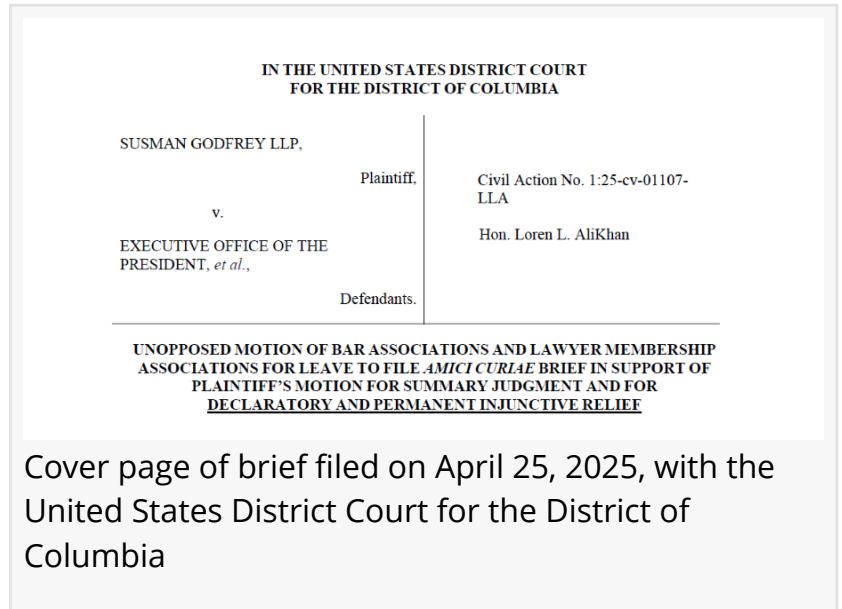 IN THE UNITED STATES DISTRICT COURT
FOR THE DISTRICT OF COLUMBIA
SUSMAN GODFREY LLP,
Plaintiff,
v.
EXECUTIVE OFFICE OF THE
PRESIDENT, et al.,
Defendants.
Civil Action No. 1:25-cv-01107-
LLA
Hon. Loren L. AliKhan
UNOPPOSED MOTION OF BAR ASSOCIATIONS AND LAWYER MEMBERSHIP
ASSOCIATIONS FOR LEAVE TO FILE AMICI CURIAE BRIEF IN SUPPORT OF
PLAINTIFF'S MOTION FOR SUMMARY JUDGMENT AND FOR
DECLARATORY AND PERMANENT INJUNCTIVE RELIEF
Cover page of brief filed on April 25, 2025, with the
United States District Court for the District of
Columbia